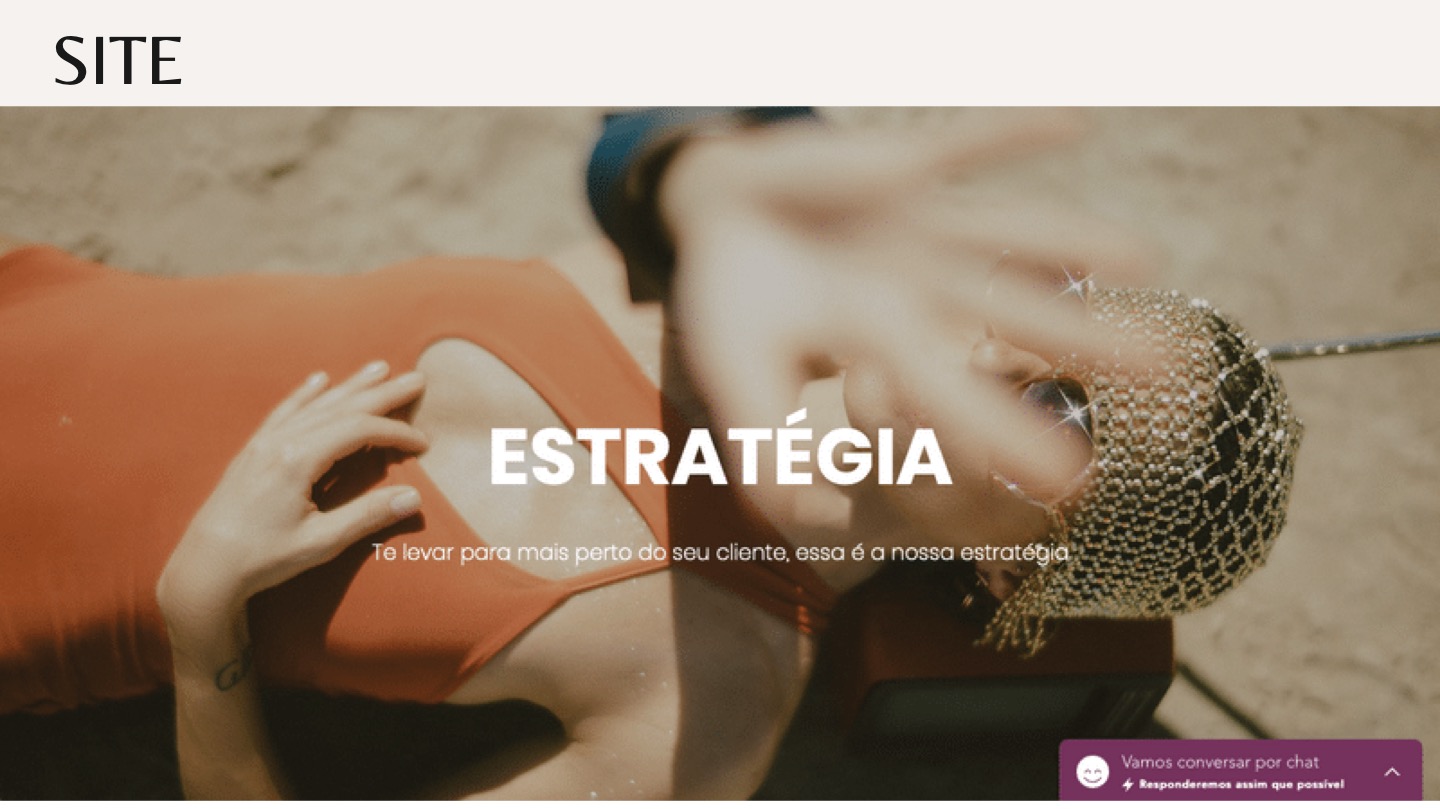 SITE
ESTRATÉGIA
Te levar para mais perto do seu cliente, essa é a nossa estratégia
Vamos conversar por chat
Responderemos assim que possível